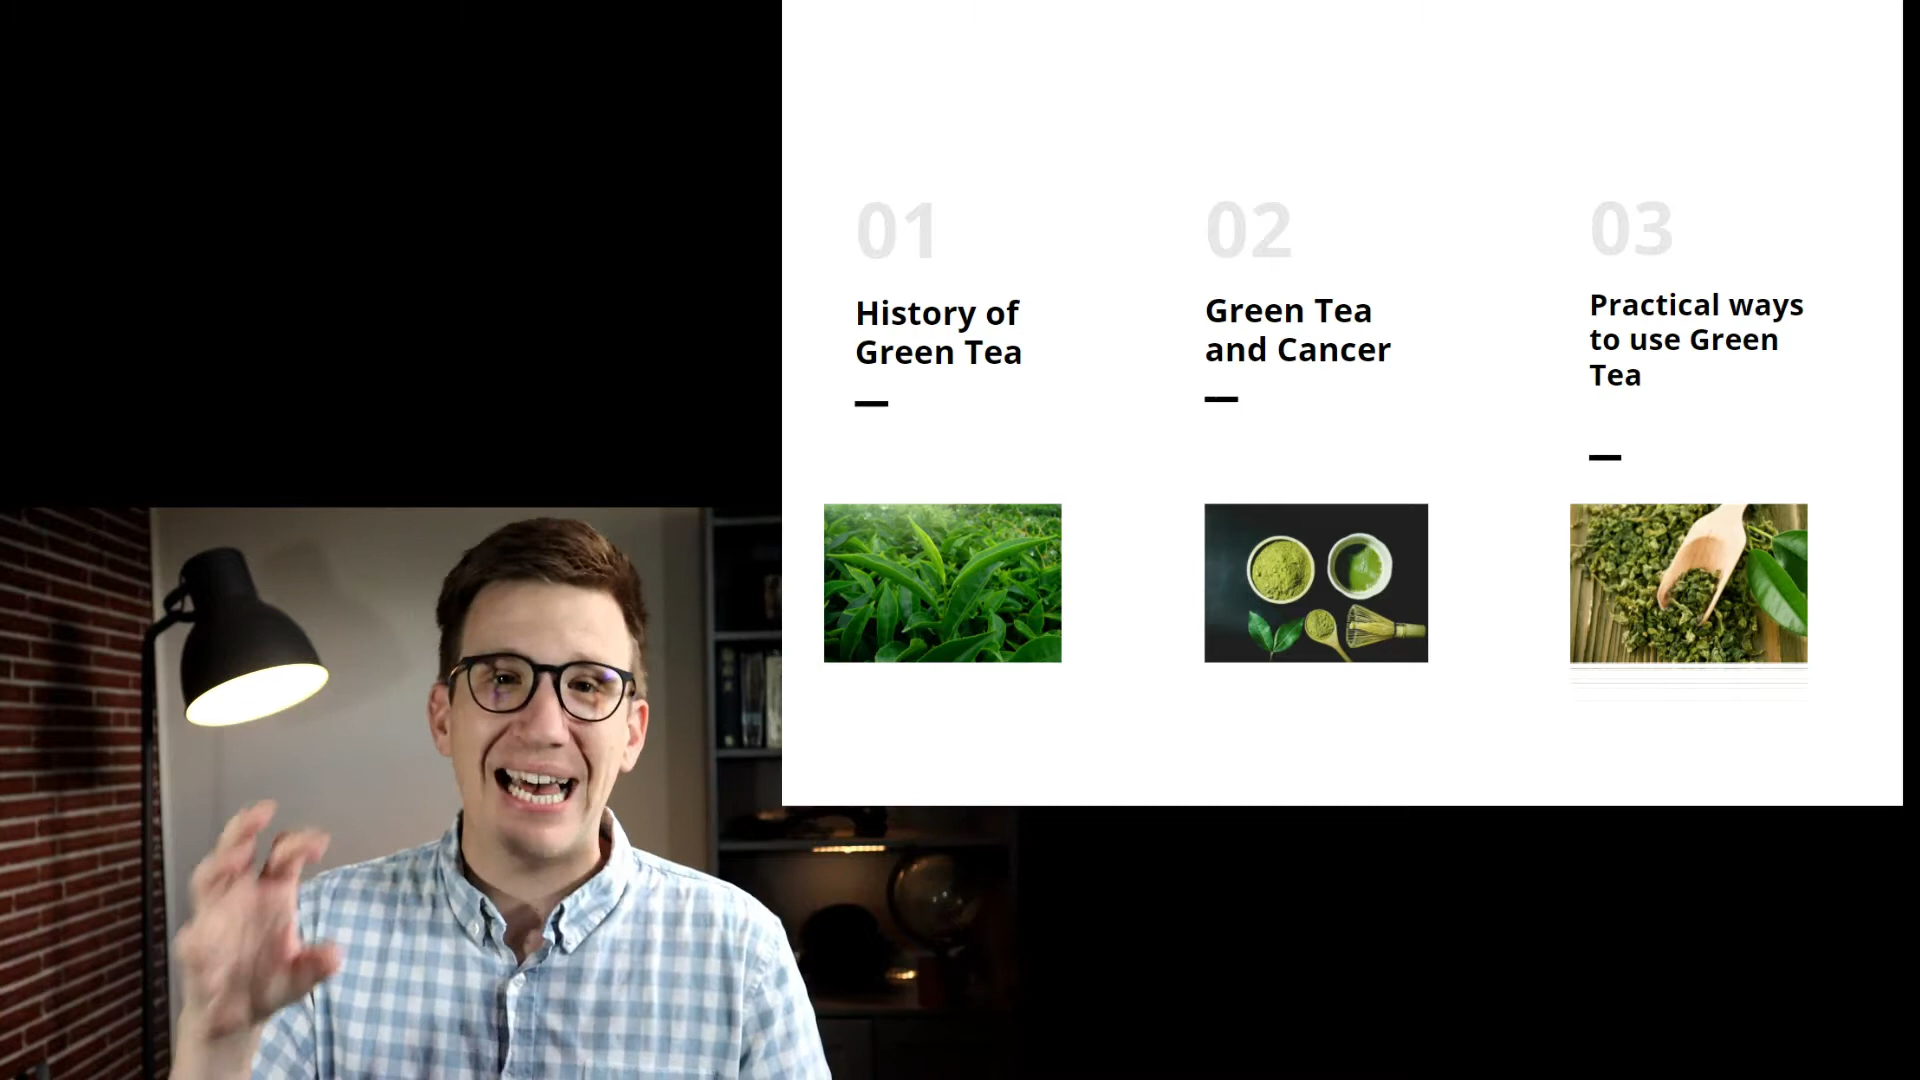 01
History of
Green Tea
02
Green Tea
and Cancer
03
Practical ways
to use Green
Tea